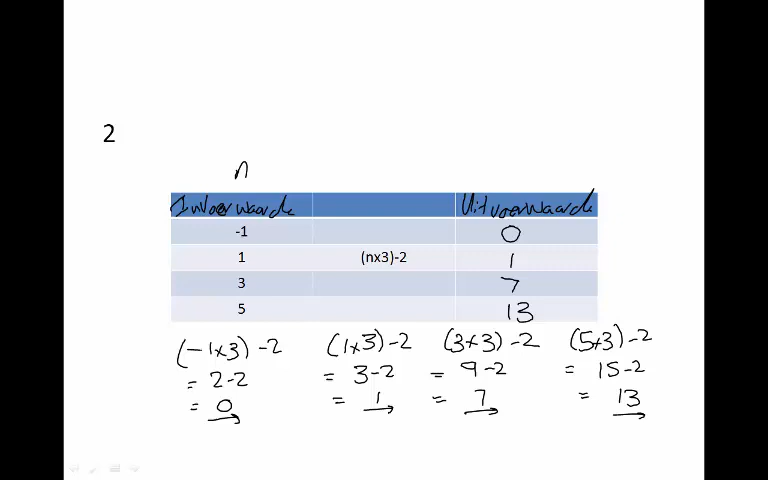 2
n
Invoerwaarde Uitvoerwaarde
-1 0
1 (nx3)-2 1
3 7
5 13
(-1x3)-2 (1x3)-2 (3x3)-2 (5x3)-2
= 2-2 = 3-2 = 9-2 = 15-2
= 0 = 1 = 7 = 13